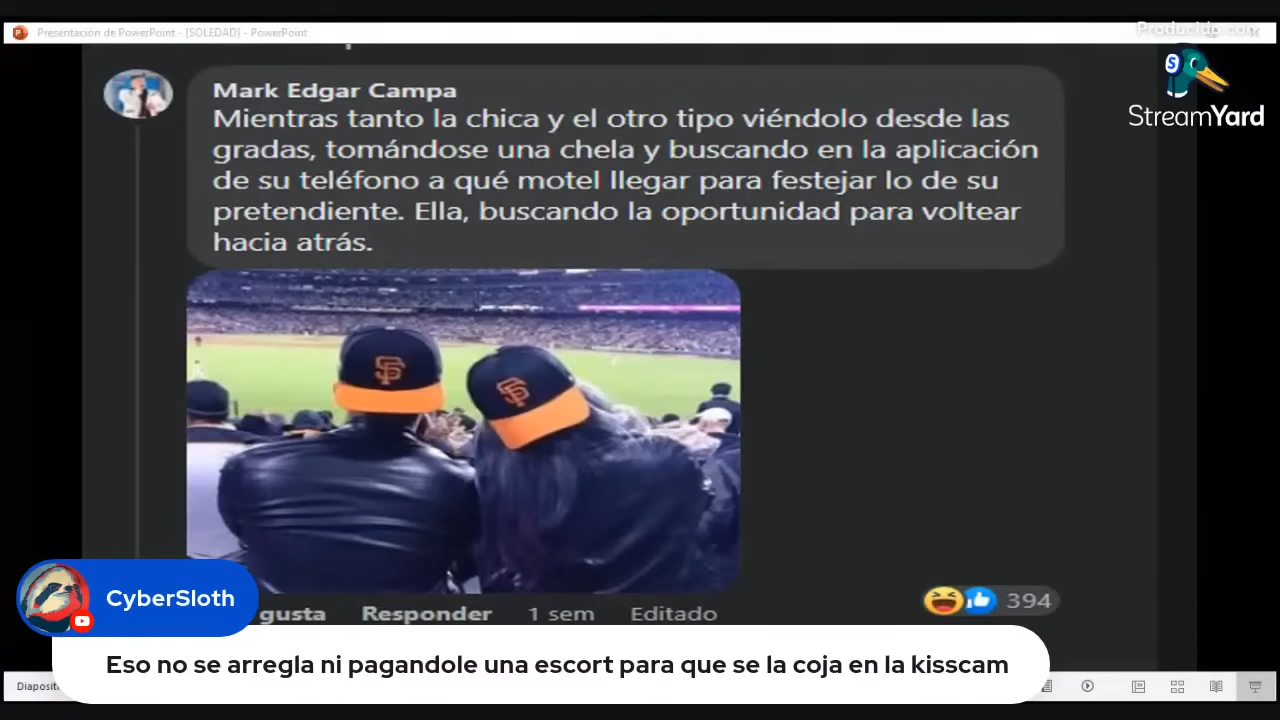 Presentación de PowerPoint - [SOLEDAD] - PowerPoint
Producido con
StreamYard
Mark Edgar Campa
Mientras tanto la chica y el otro tipo viéndolo desde las
gradas, tomándose una chela y buscando en la aplicación
de su teléfono a qué motel llegar para festejar lo de su
pretendiente. Ella, buscando la oportunidad para voltear
hacia atrás.
SF
SF
gusta Responder 1 sem Editado 394
CyberSloth
Eso no se arregla ni pagandole una escort para que se la coja en la kisscam
Diaposit